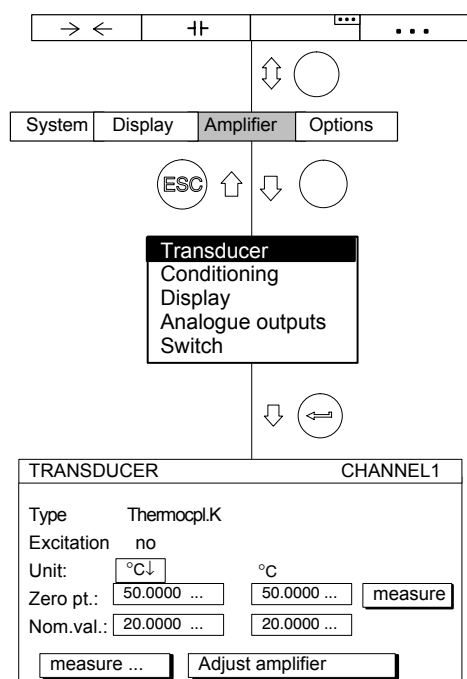 → ← ⊣⊢ ... ...
System Display Amplifier Options
ESC
Transducer
Conditioning
Display
Analogue outputs
Switch
TRANSDUCER CHANNEL1
Type Thermocpl.K
Excitation no
Unit: °C↓ °C
Zero pt.: 50.0000 ... 50.0000 ... measure
Nom.val.: 20.0000 ... 20.0000 ...
measure ... Adjust amplifier